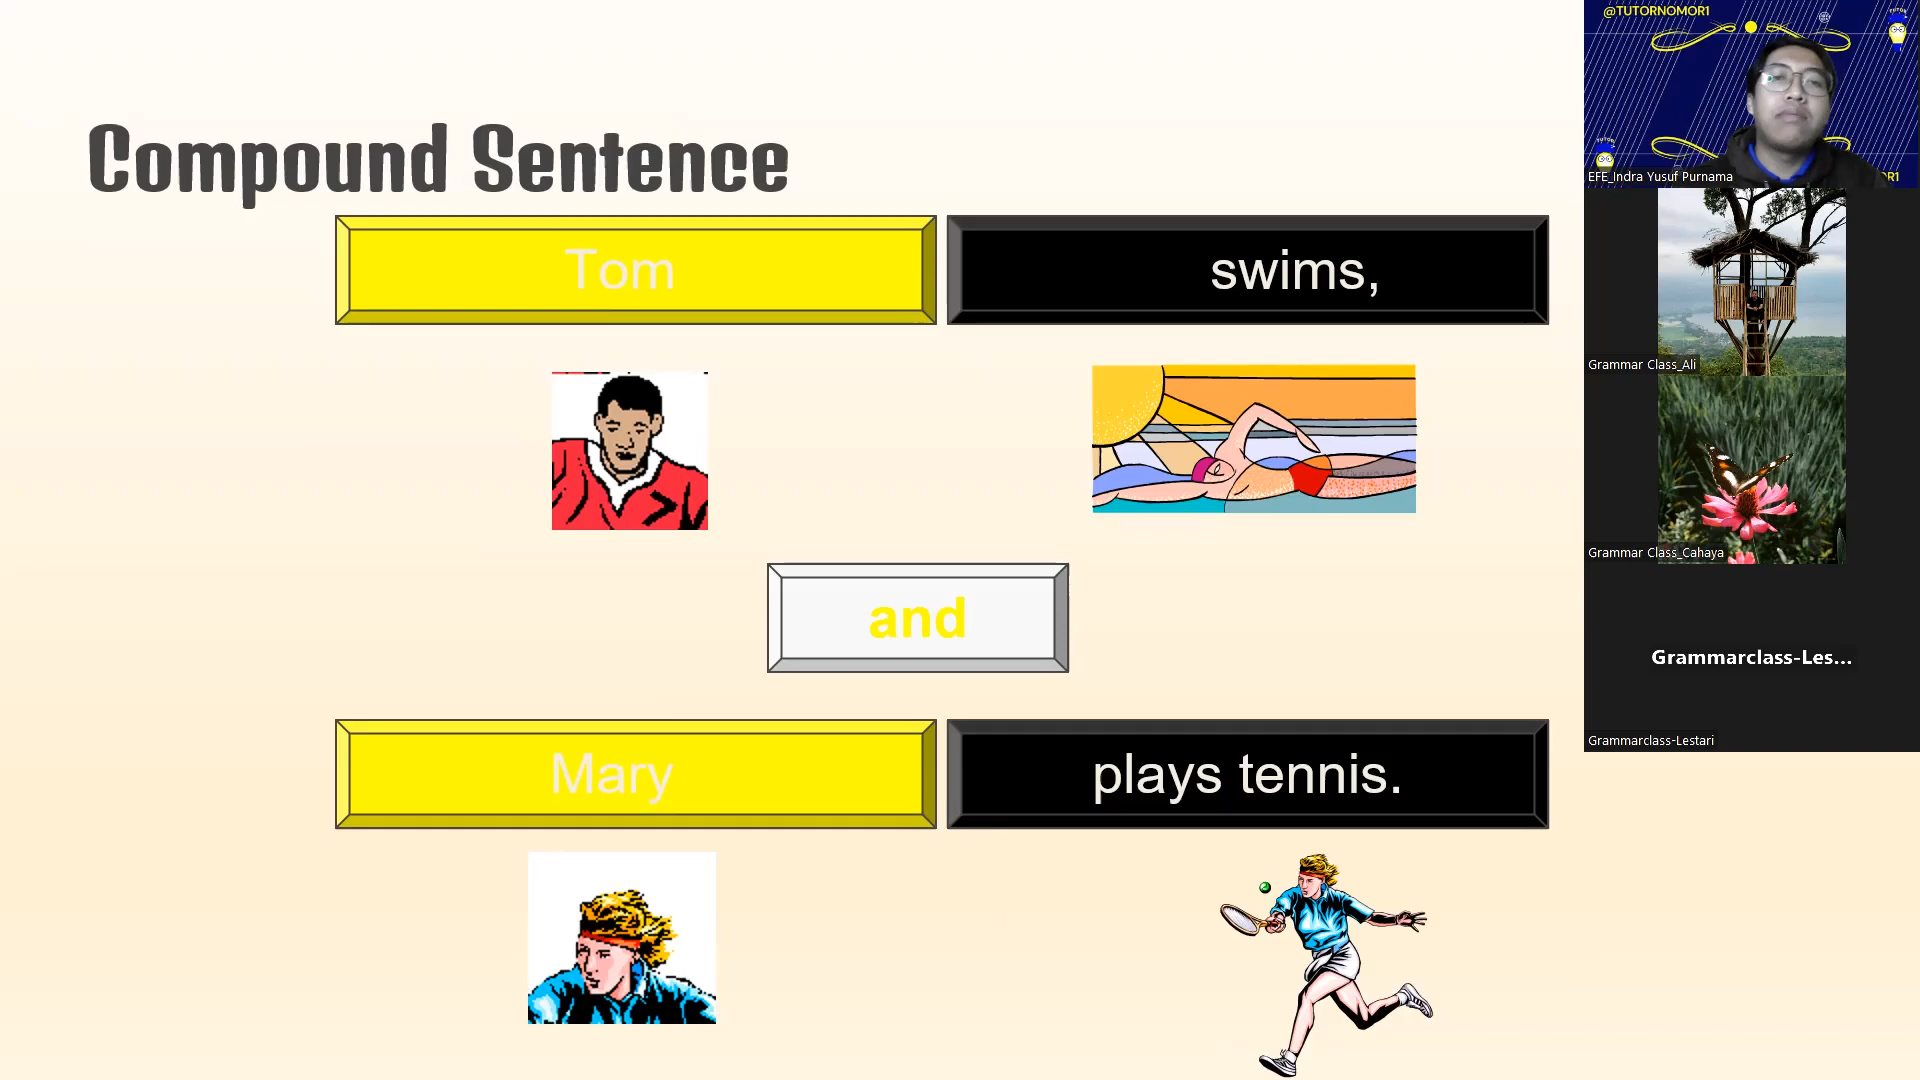 Compound Sentence
Tom
swims,
and
Mary
plays tennis.
@TUTORNOMOR1
EFE_Indra Yusuf Purnama
R1
Grammar Class_Ali
Grammar Class_Cahaya
Grammarclass-Les...
Grammarclass-Lestari